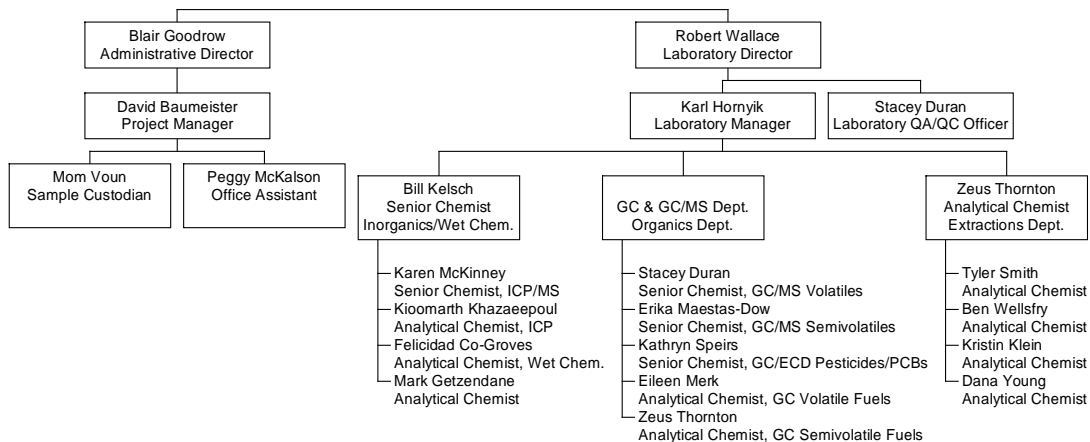 Blair Goodrow
Administrative Director
Robert Wallace
Laboratory Director
David Baumeister
Project Manager
Karl Hornyik
Laboratory Manager
Stacey Duran
Laboratory QA/QC Officer
Mom Voun
Sample Custodian
Peggy McKalson
Office Assistant
Bill Kelsch
Senior Chemist
Inorganics/Wet Chem.
GC & GC/MS Dept.
Organics Dept.
Zeus Thornton
Analytical Chemist
Extractions Dept.
Karen McKinney
Senior Chemist, ICP/MS
Kioomarth Khazaeepoul
Analytical Chemist, ICP
Felicidad Co-Groves
Analytical Chemist, Wet Chem.
Mark Getzendane
Analytical Chemist
Stacey Duran
Senior Chemist, GC/MS Volatiles
Erika Maestas-Dow
Senior Chemist, GC/MS Semivolatiles
Kathryn Speirs
Senior Chemist, GC/ECD Pesticides/PCBs
Eileen Merk
Analytical Chemist, GC Volatile Fuels
Zeus Thornton
Analytical Chemist, GC Semivolatile Fuels
Tyler Smith
Analytical Chemist
Ben Wellsfry
Analytical Chemist
Kristin Klein
Analytical Chemist
Dana Young
Analytical Chemist